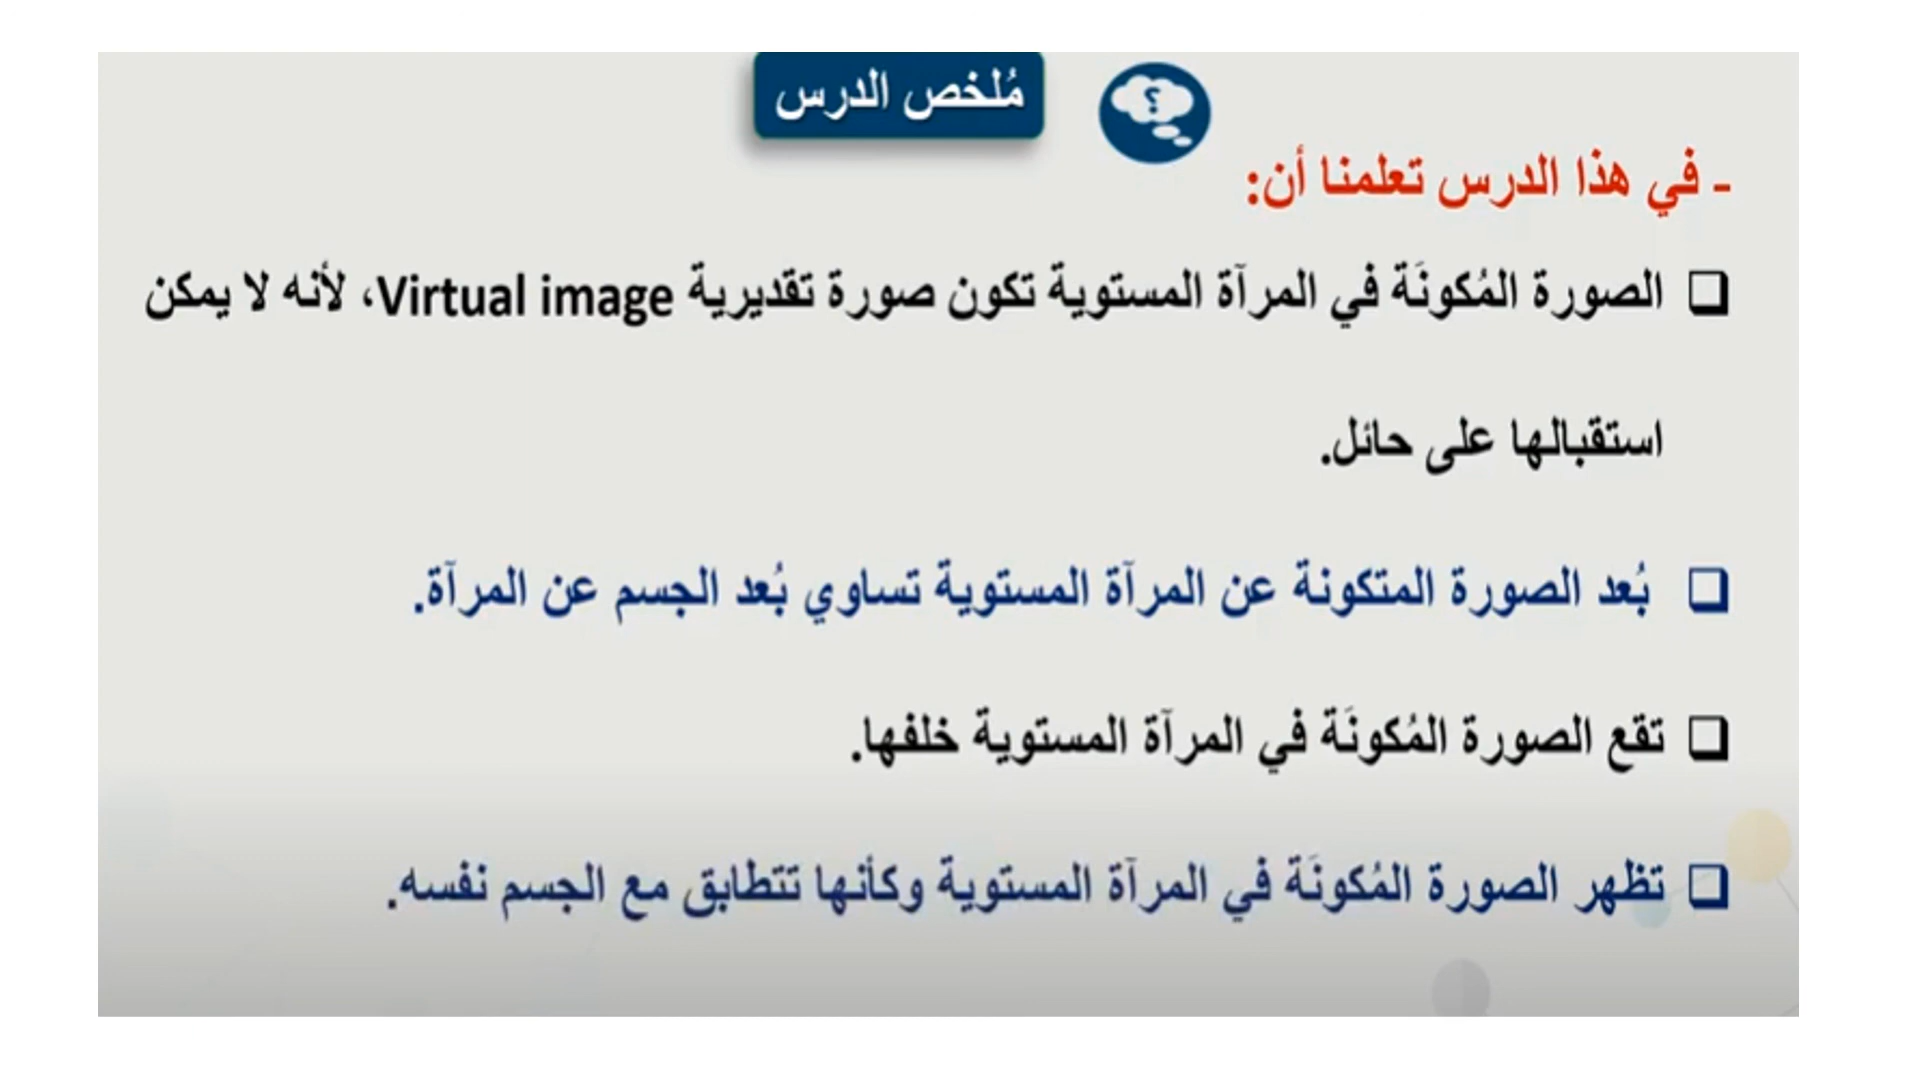 مُلخص الدرس
؟
- في هذا الدرس تعلمنا أن:
❑ الصورة المُكونَة في المرآة المستوية تكون صورة تقديرية Virtual image، لأنه لا يمكن
استقبالها على حائل.
❑ بُعد الصورة المتكونة عن المرآة المستوية تساوي بُعد الجسم عن المرآة.
❑ تقع الصورة المُكونَة في المرآة المستوية خلفها.
❑ تظهر الصورة المُكونَة في المرآة المستوية وكأنها تتطابق مع الجسم نفسه.